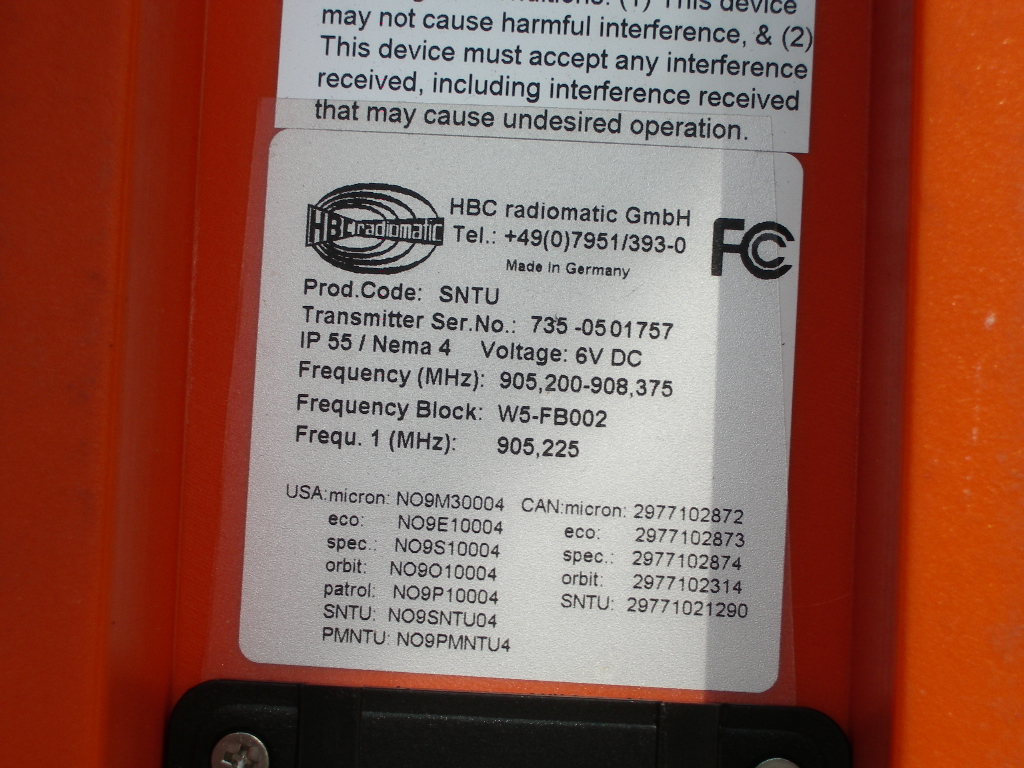 (1) This device
may not cause harmful interference, & (2)
This device must accept any interference
received, including interference received
that may cause undesired operation.
HBC radiomatic
HBC radiomatic GmbH
Tel.: +49(0)7951/393-0
Made in Germany
FC
Prod.Code: SNTU
Transmitter Ser.No.: 735 -0501757
IP 55 / Nema 4 Voltage: 6V DC
Frequency (MHz): 905,200-908,375
Frequency Block: W5-FB002
Frequ. 1 (MHz): 905,225
USA:micron: NO9M30004 CAN:micron: 2977102872
eco: NO9E10004 eco: 2977102873
spec.: NO9S10004 spec.: 2977102874
orbit: NO9O10004 orbit: 2977102314
patrol: NO9P10004 SNTU: 29771021290
SNTU: NO9SNTU04
PMNTU: NO9PMNTU4